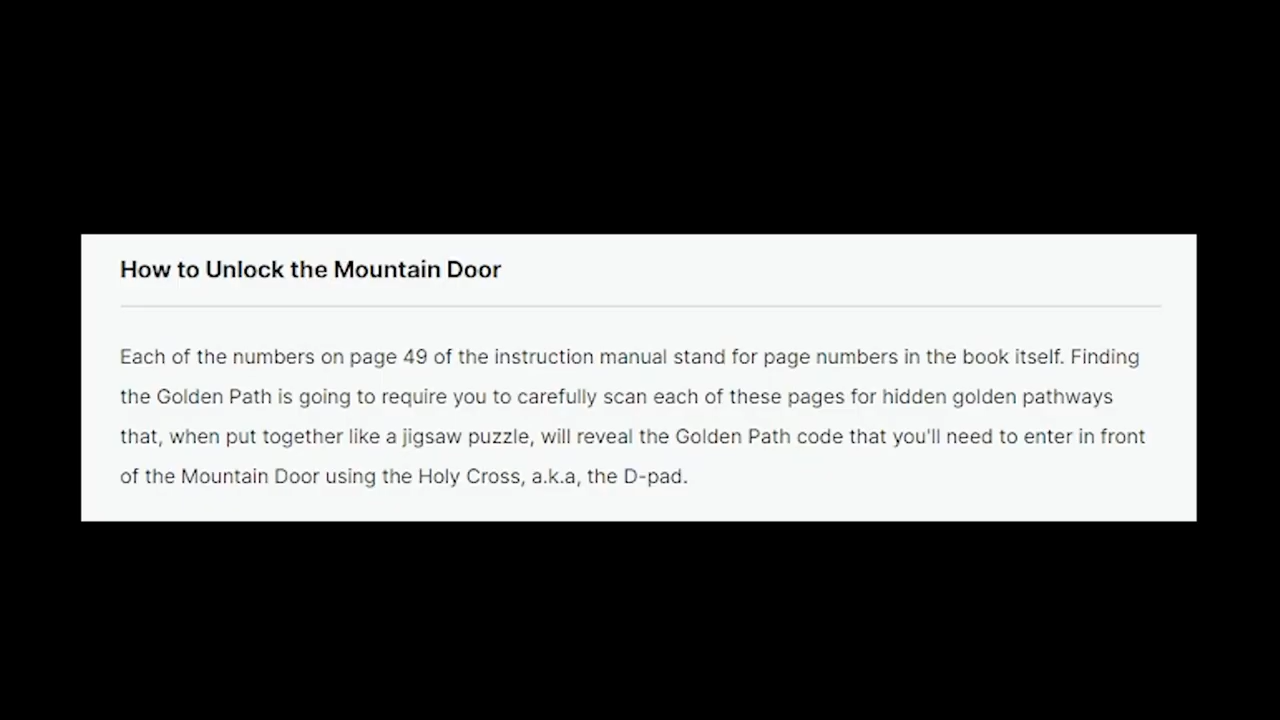 How to Unlock the Mountain Door
Each of the numbers on page 49 of the instruction manual stand for page numbers in the book itself. Finding
the Golden Path is going to require you to carefully scan each of these pages for hidden golden pathways
that, when put together like a jigsaw puzzle, will reveal the Golden Path code that you'll need to enter in front
of the Mountain Door using the Holy Cross, a.k.a, the D-pad.